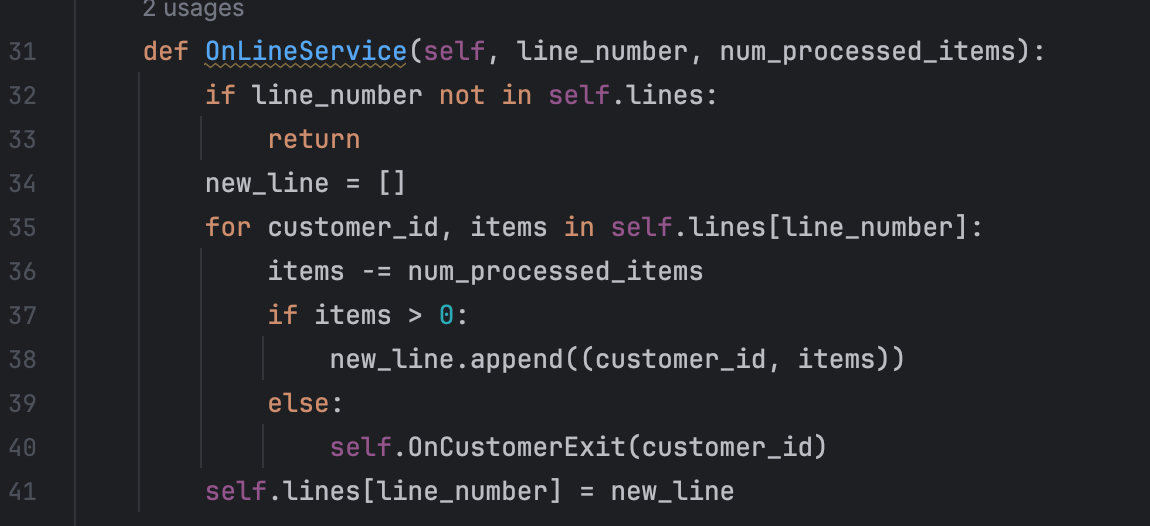 2 usages
31 def OnLineService(self, line_number, num_processed_items):
32 if line_number not in self.lines:
33 return
34 new_line = []
35 for customer_id, items in self.lines[line_number]:
36 items -= num_processed_items
37 if items > 0:
38 new_line.append((customer_id, items))
39 else:
40 self.OnCustomerExit(customer_id)
41 self.lines[line_number] = new_line